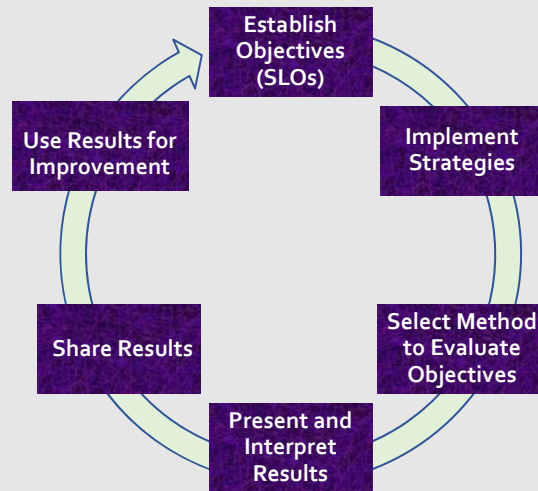 Establish
Objectives
(SLOs)
Implement
Strategies
Select Method
to Evaluate
Objectives
Present and
Interpret
Results
Share Results
Use Results for
Improvement